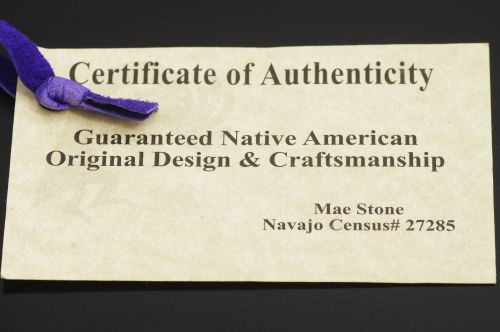 Certificate of Authenticity
Guaranteed Native American
Original Design & Craftsmanship
Mae Stone
Navajo Census# 27285